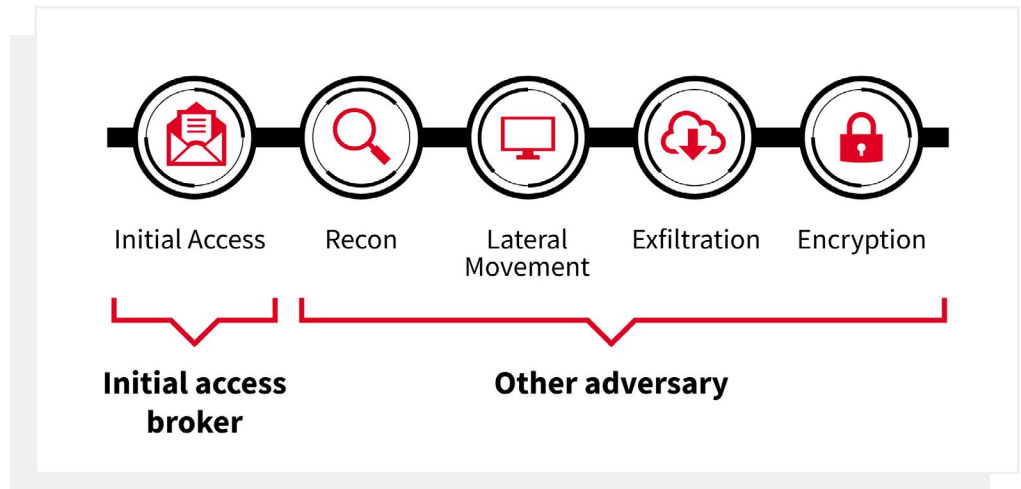 Initial Access
Recon
Lateral
Movement
Exfiltration
Encryption
Initial access
broker
Other adversary